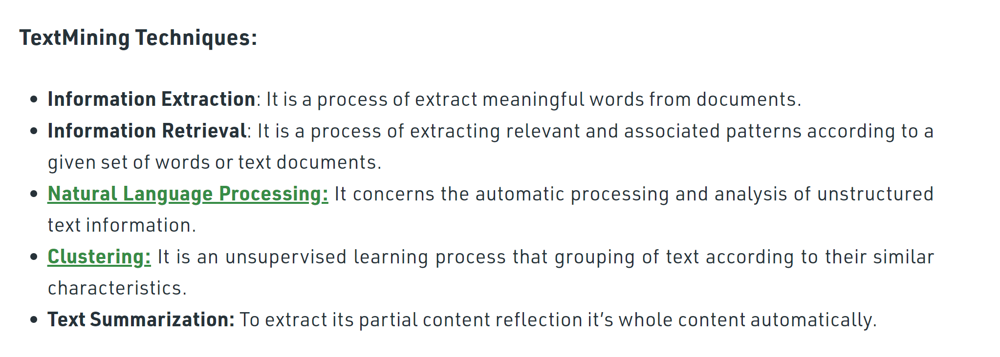 TextMining Techniques:
• Information Extraction: It is a process of extract meaningful words from documents.
• Information Retrieval: It is a process of extracting relevant and associated patterns according to a
given set of words or text documents.
• Natural Language Processing: It concerns the automatic processing and analysis of unstructured
text information.
• Clustering: It is an unsupervised learning process that grouping of text according to their similar
characteristics.
• Text Summarization: To extract its partial content reflection it’s whole content automatically.